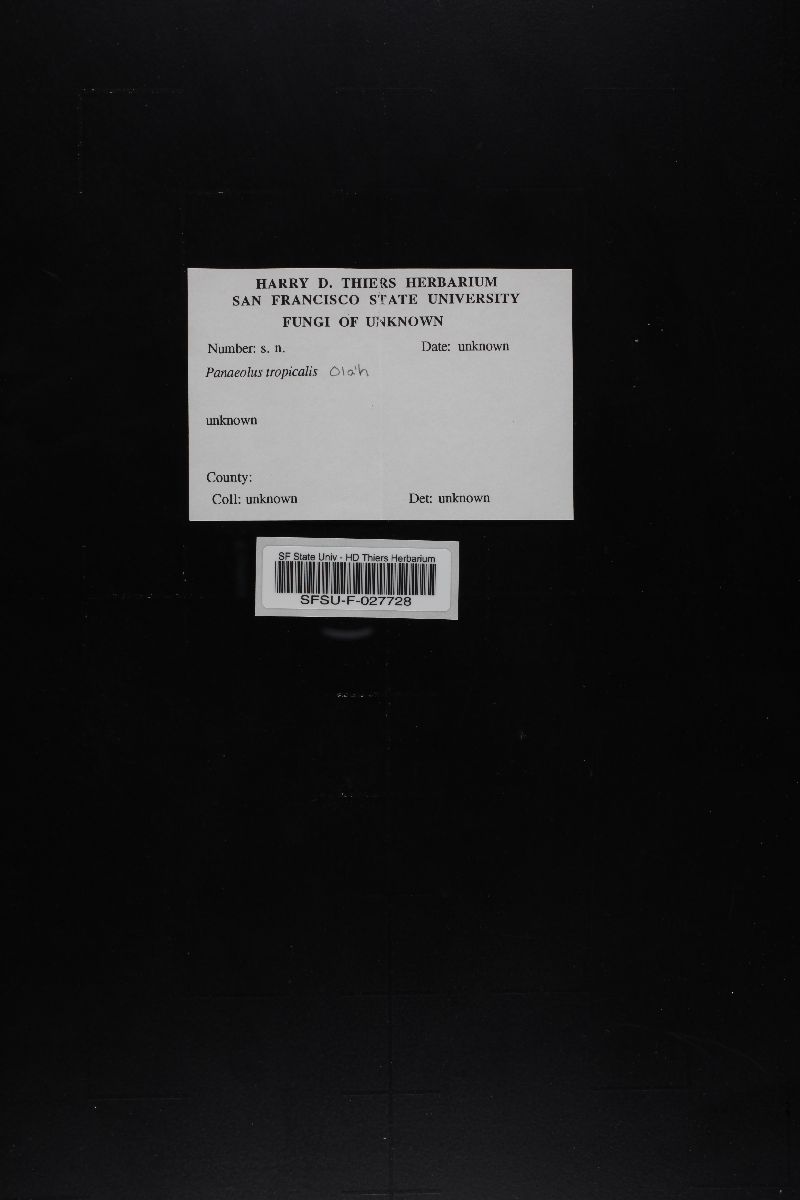 HARRY D. THIERS HERBARIUM
SAN FRANCISCO STATE UNIVERSITY
FUNGI OF UNKNOWN
Number: s. n. Date: unknown
Panaeolus tropicalis Ola'h
unknown
County:
Coll: unknown Det: unknown
SF State Univ - HD Thiers Herbarium
SFSU-F-027728